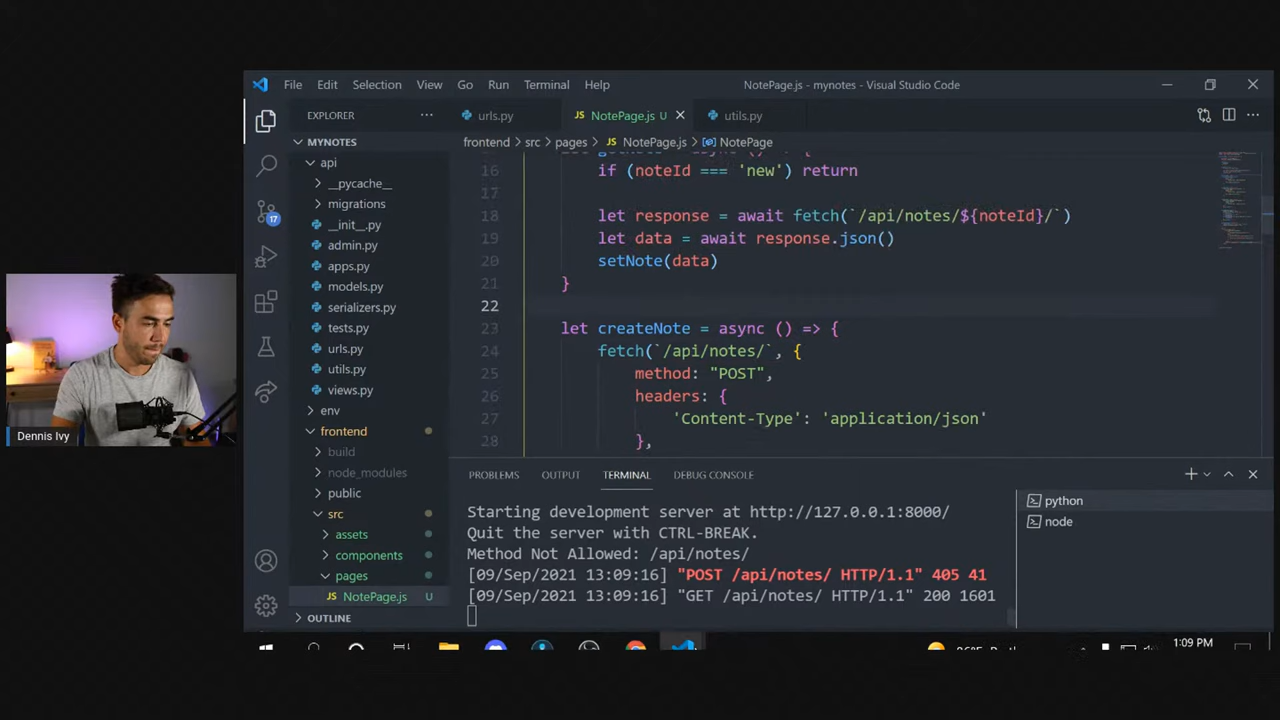 File Edit Selection View Go Run Terminal Help
NotePage.js - mynotes - Visual Studio Code
EXPLORER
MYNOTES
api
__pycache__
migrations
__init__.py
admin.py
apps.py
models.py
serializers.py
tests.py
urls.py
utils.py
views.py
env
frontend
build
node_modules
public
src
assets
components
pages
JS NotePage.js U
OUTLINE
17
urls.py JS NotePage.js U utils.py
frontend > src > pages > JS NotePage.js > NotePage
16 if (noteId === 'new') return
17
18 let response = await fetch(`/api/notes/${noteId}/`)
19 let data = await response.json()
20 setNote(data)
21 }
22
23 let createNote = async () => {
24 fetch(`/api/notes/`, {
25 method: "POST",
26 headers: {
27 'Content-Type': 'application/json'
28 },
PROBLEMS OUTPUT TERMINAL DEBUG CONSOLE
Starting development server at http://127.0.0.1:8000/
Quit the server with CTRL-BREAK.
Method Not Allowed: /api/notes/
[09/Sep/2021 13:09:16] "POST /api/notes/ HTTP/1.1" 405 41
[09/Sep/2021 13:09:16] "GET /api/notes/ HTTP/1.1" 200 1601
python
node
Dennis Ivy
1:09 PM